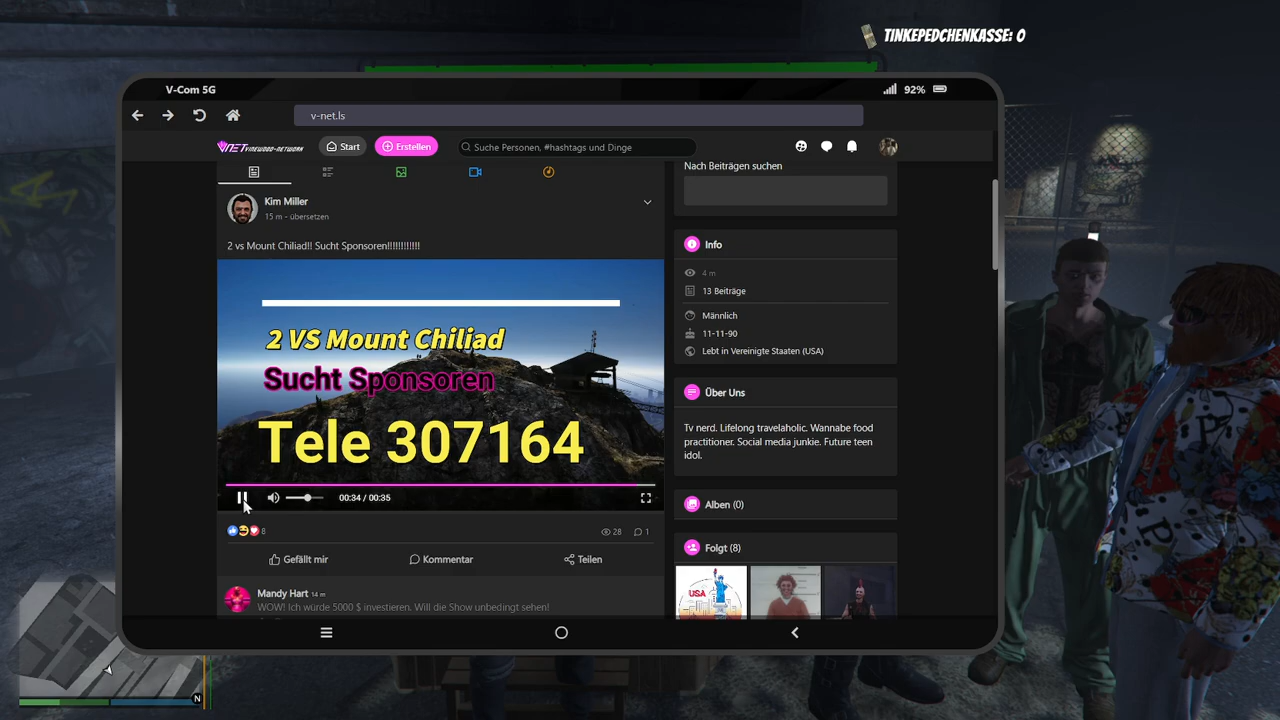 TINKEPEDCHENKASSE: 0
V-Com 5G
92%
v-net.ls
VNET VINEWOOD-NETWORK
Start
Erstellen
Suche Personen, #hashtags und Dinge
Kim Miller
15 m - übersetzen
2 vs Mount Chiliad!! Sucht Sponsoren!!!!!!!!!!!!
2 VS Mount Chiliad
Sucht Sponsoren
Tele 307164
00:34 / 00:35
8
28
1
Gefällt mir
Kommentar
Teilen
Mandy Hart 14 m
WOW! Ich würde 5000 $ investieren. Will die Show unbedingt sehen!
Nach Beiträgen suchen
Info
4 m
13 Beiträge
Männlich
11-11-90
Lebt in Vereinigte Staaten (USA)
Über Uns
Tv nerd. Lifelong travelaholic. Wannabe food
practitioner. Social media junkie. Future teen
idol.
Alben (0)
Folgt (8)
USA
N